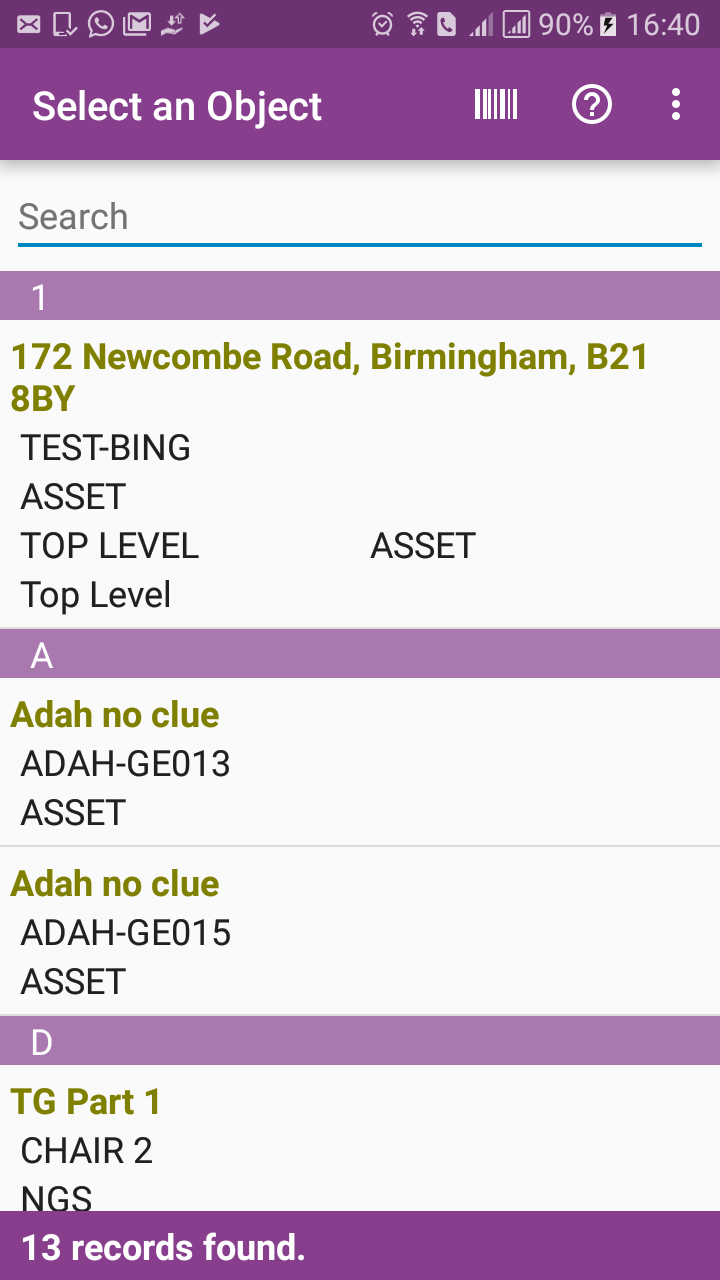 90% 16:40
Select an Object
Search
1
172 Newcombe Road, Birmingham, B21
8BY
TEST-BING
ASSET
TOP LEVEL ASSET
Top Level
A
Adah no clue
ADAH-GE013
ASSET
Adah no clue
ADAH-GE015
ASSET
D
TG Part 1
CHAIR 2
NGS
13 records found.